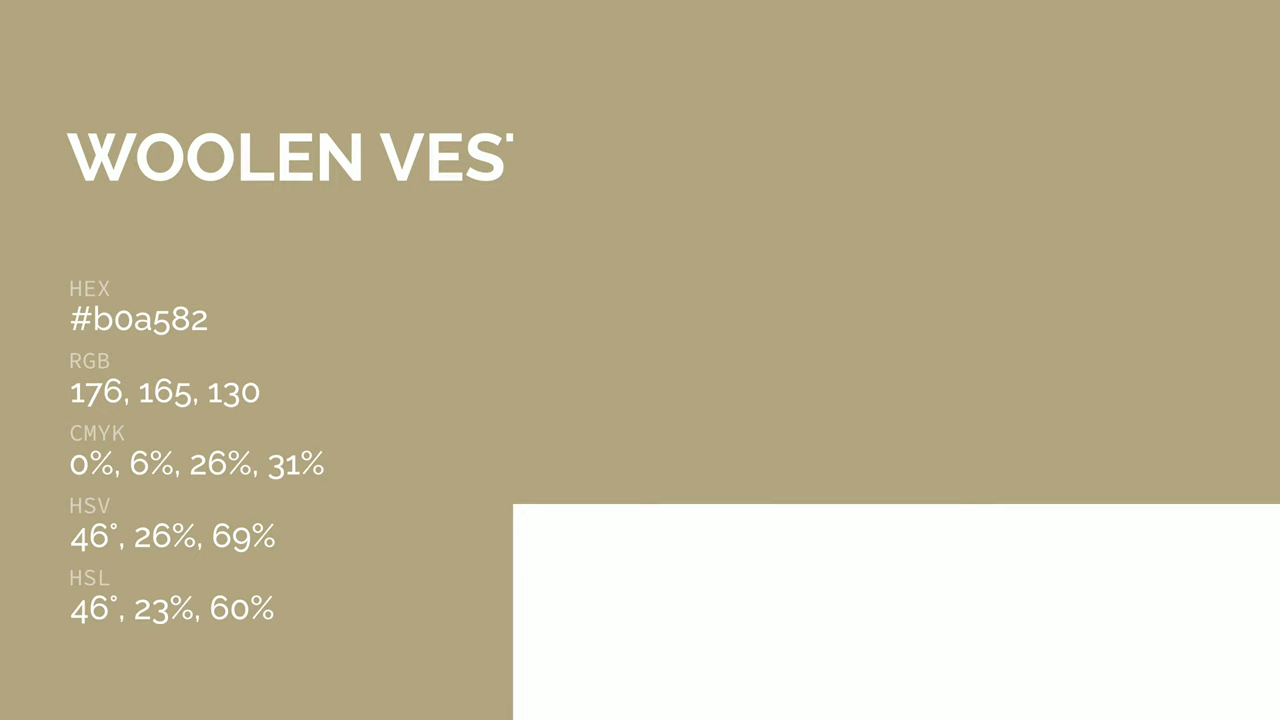 WOOLEN VEST
HEX
#b0a582
RGB
176, 165, 130
CMYK
0%, 6%, 26%, 31%
HSV
46°, 26%, 69%
HSL
46°, 23%, 60%